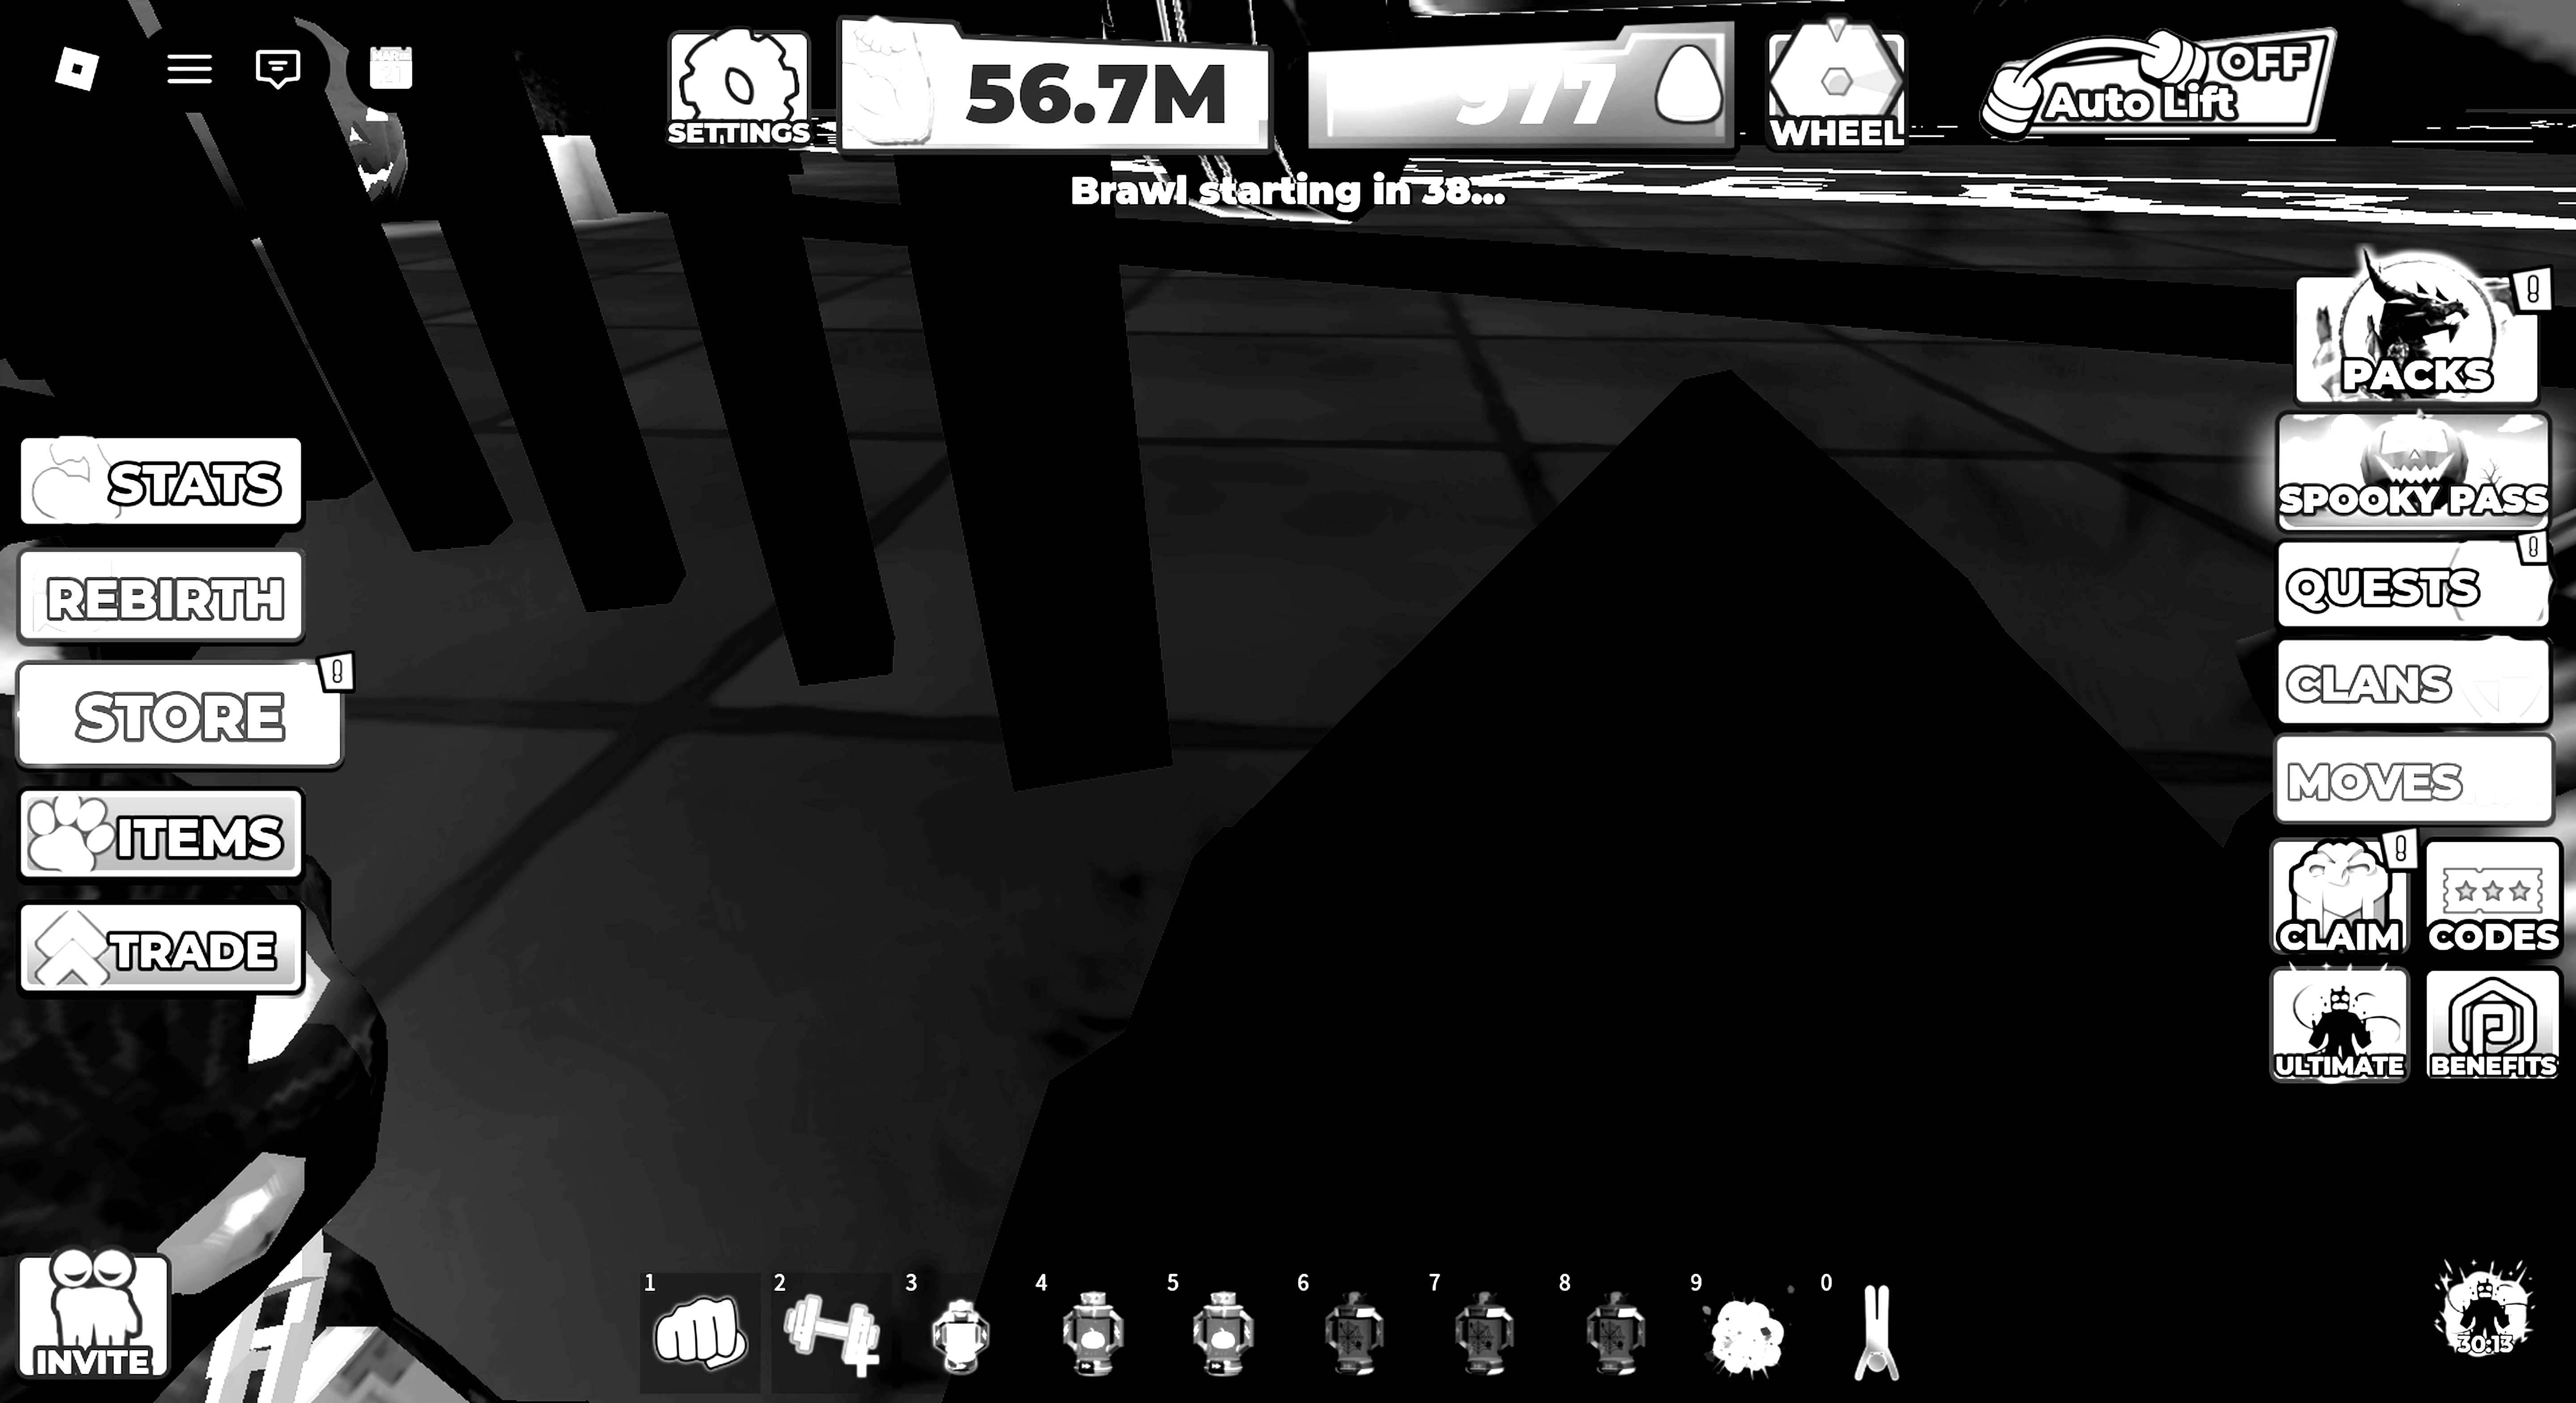 SETTINGS
56.7M
977
WHEEL
OFF
Auto Lift
Brawl starting in 38...
PACKS
SPOOKY PASS
QUESTS
CLANS
MOVES
CLAIM
CODES
ULTIMATE
BENEFITS
STATS
REBIRTH
STORE
ITEMS
TRADE
INVITE
1 2 3 4 5 6 7 8 9 0
30:13